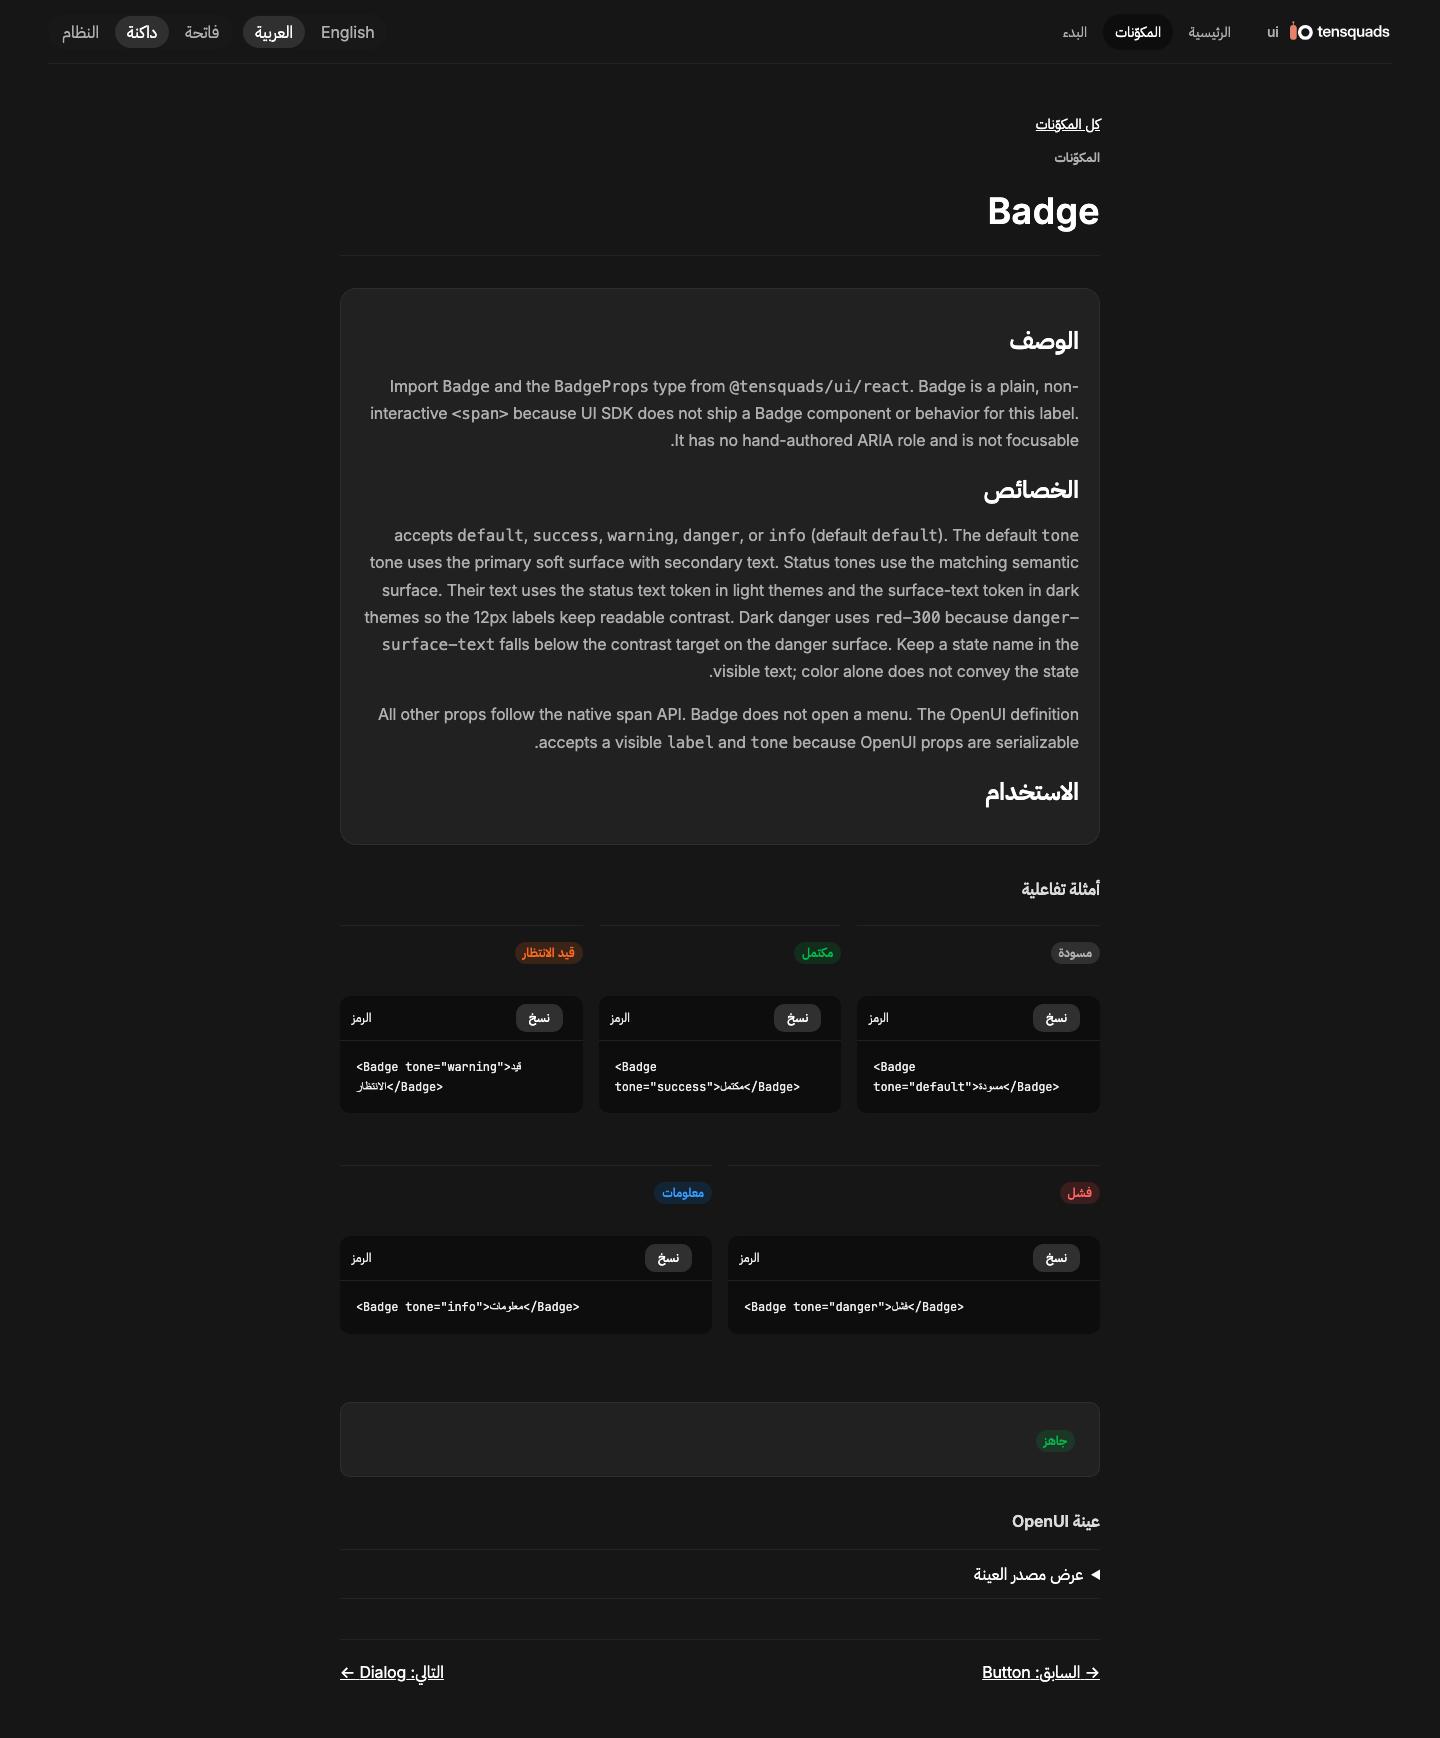 tensquads ui
الرئيسية
المكوّنات
البدء
English
العربية
فاتحة
داكنة
النظام
كل المكوّنات
المكوّنات
Badge
الوصف
Import Badge and the BadgeProps type from @tensquads/ui/react. Badge is a plain, non-
interactive <span> because UI SDK does not ship a Badge component or behavior for this label.
.It has no hand-authored ARIA role and is not focusable
الخصائص
accepts default, success, warning, danger, or info (default default). The default tone
tone uses the primary soft surface with secondary text. Status tones use the matching semantic
surface. Their text uses the status text token in light themes and the surface-text token in dark
themes so the 12px labels keep readable contrast. Dark danger uses red-300 because danger-
surface-text falls below the contrast target on the danger surface. Keep a state name in the
.visible text; color alone does not convey the state
All other props follow the native span API. Badge does not open a menu. The OpenUI definition
.accepts a visible label and tone because OpenUI props are serializable
الاستخدام
أمثلة تفاعلية
مسودة
نسخ
الرمز
<Badge
tone="default">مسودة</Badge>
مكتمل
نسخ
الرمز
<Badge
tone="success">مكتمل</Badge>
قيد الانتظار
نسخ
الرمز
<Badge tone="warning">قيد
الانتظار</Badge>
فشل
نسخ
الرمز
<Badge tone="danger">فشل</Badge>
معلومات
نسخ
الرمز
<Badge tone="info">معلومات</Badge>
جاهز
عينة OpenUI
عرض مصدر العينة
→ السابق: Button
التالي: Dialog ←